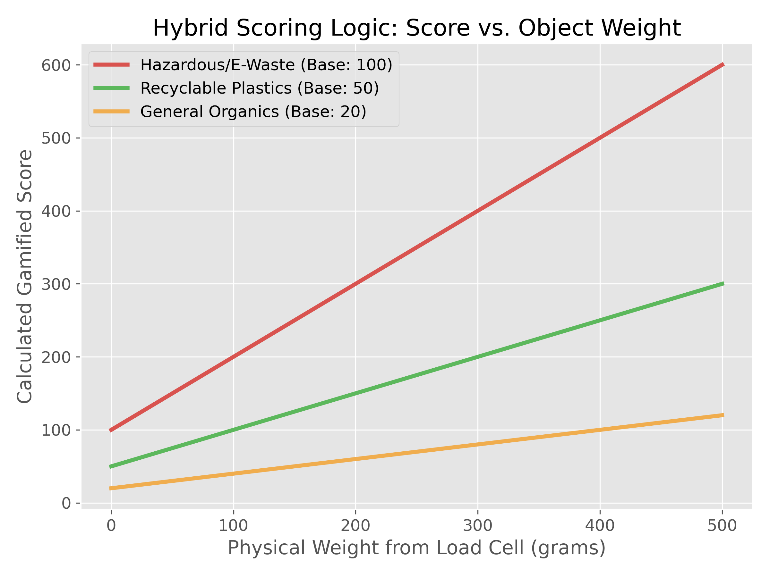 Hybrid Scoring Logic: Score vs. Object Weight
Hazardous/E-Waste (Base: 100)
Recyclable Plastics (Base: 50)
General Organics (Base: 20)
Calculated Gamified Score
600
500
400
300
200
100
0
0 100 200 300 400 500
Physical Weight from Load Cell (grams)